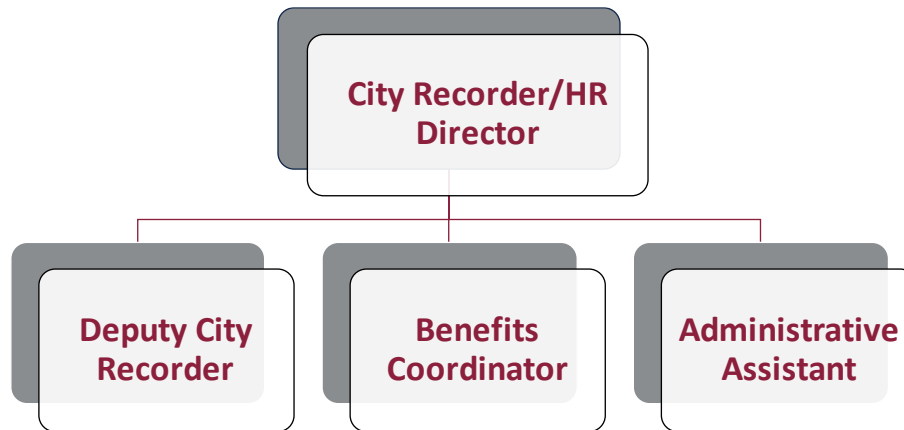 City Recorder/HR
Director
Deputy City
Recorder
Benefits
Coordinator
Administrative
Assistant